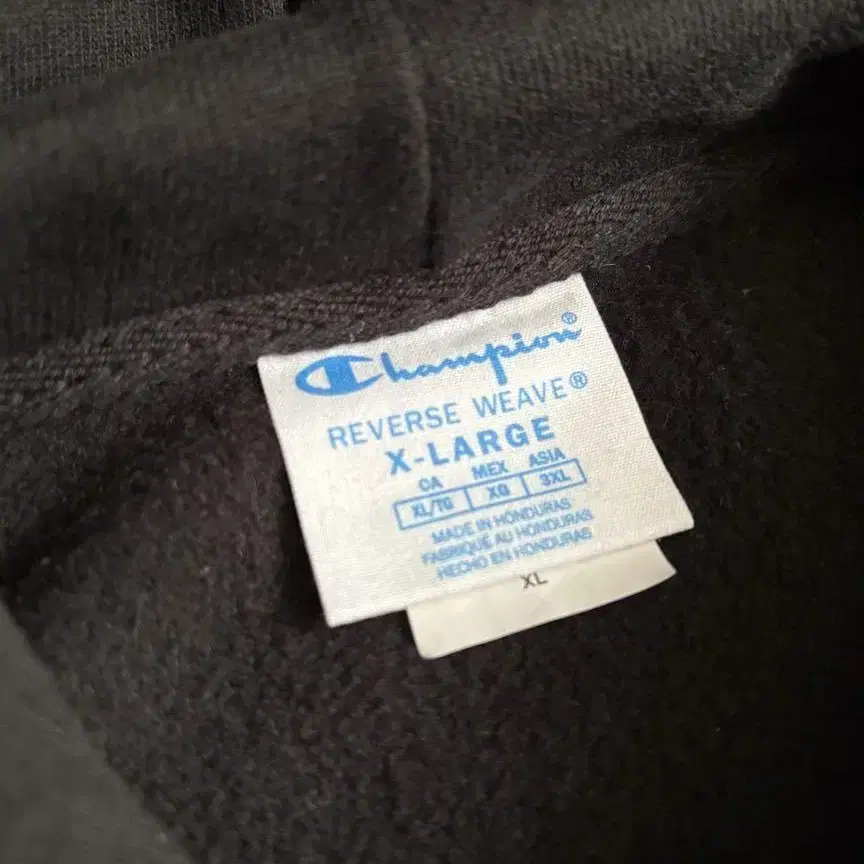 Champion®
REVERSE WEAVE®
X-LARGE
CA MEX ASIA
XL/TG XG 3XL
MADE IN HONDURAS
FABRIQUÉ AU HONDURAS
HECHO EN HONDURAS
XL